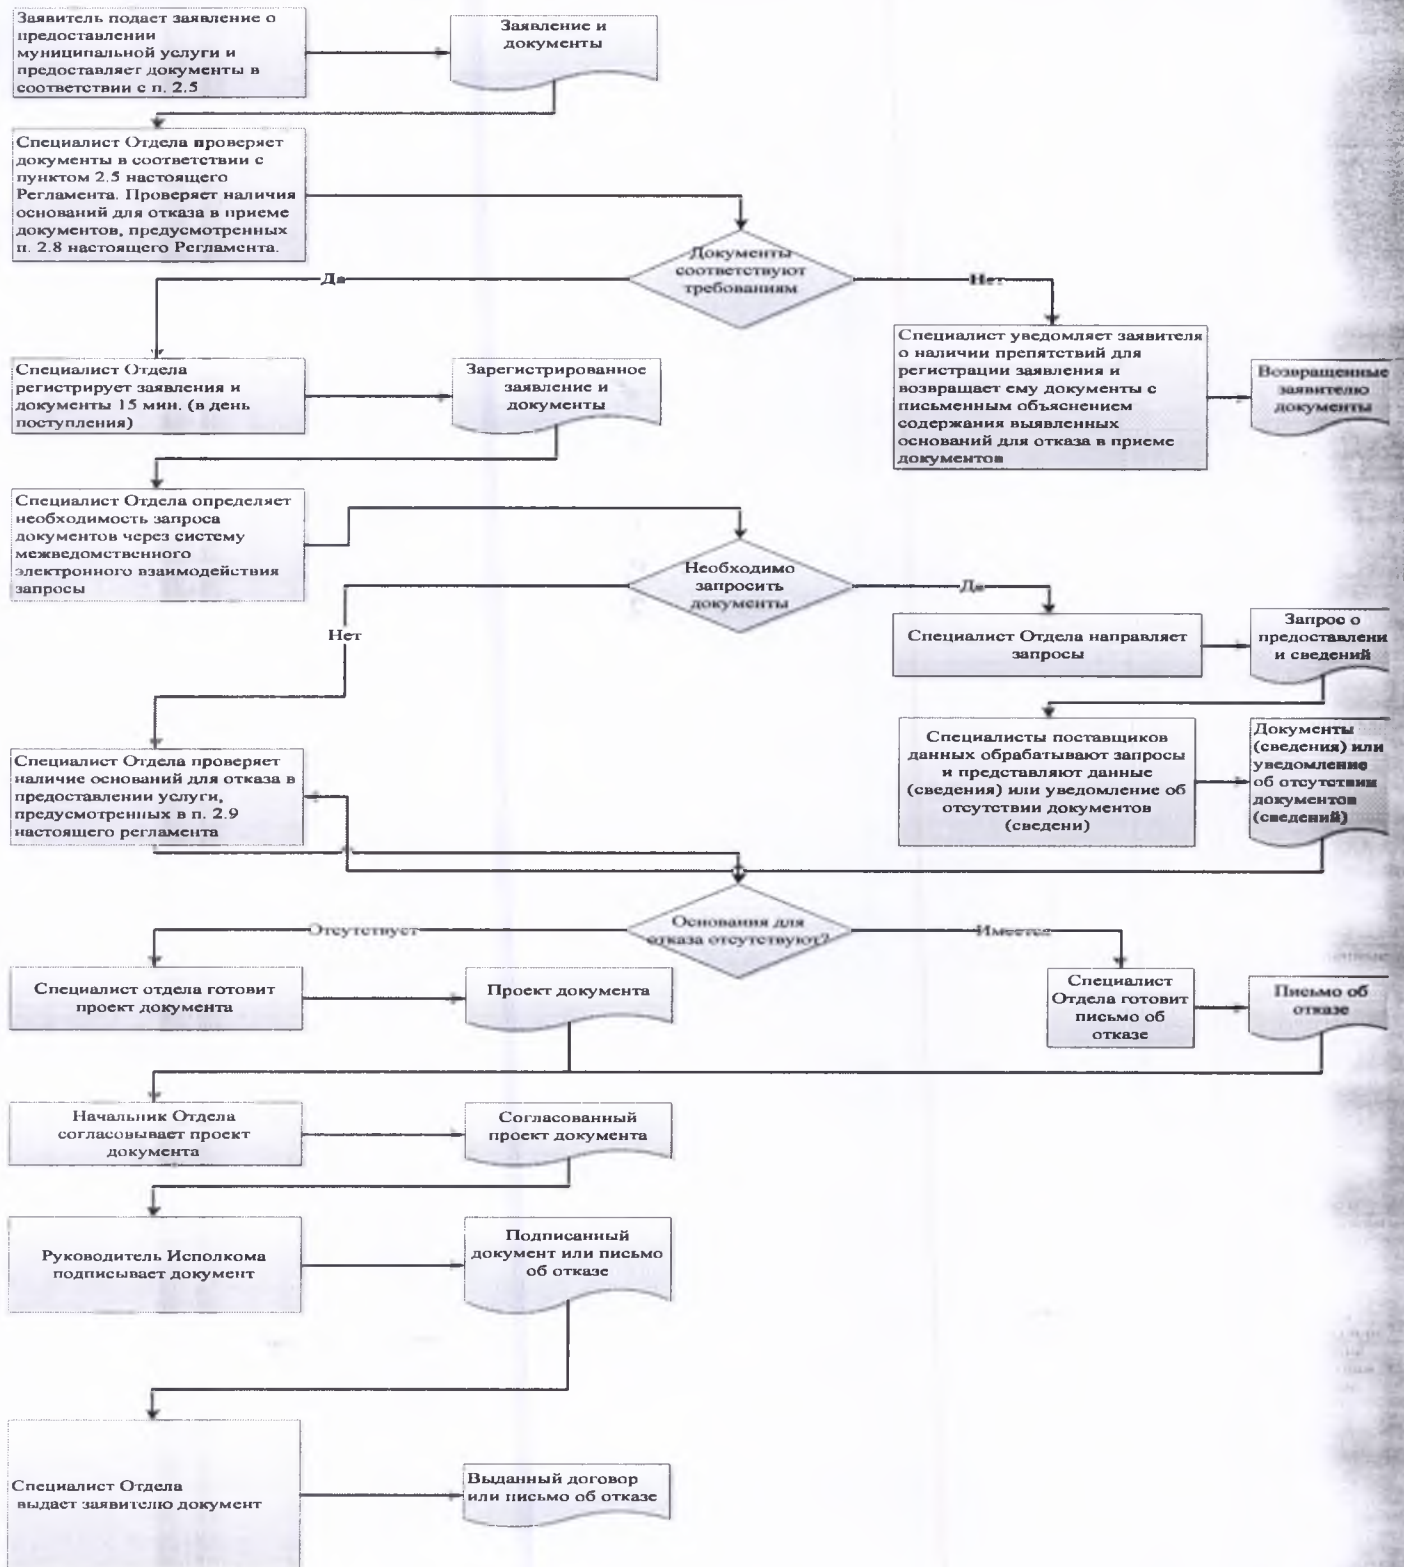 Заявитель подает заявление о
предоставлении
муниципальной услуги и
предоставляет документы в
соответствии с п. 2.5
Заявление и
документы
Специалист Отдела проверяет
документы в соответствии с
пунктом 2.5 настоящего
Регламента. Проверяет наличия
оснований для отказа в приеме
документов, предусмотренных
п. 2.8 настоящего Регламента.
Документы
соответствуют
требованиям
Да
Нет
Специалист Отдела
регистрирует заявления и
документы 15 мин. (в день
поступления)
Зарегистрированное
заявление и
документы
Специалист уведомляет заявителя
о наличии препятствий для
регистрации заявления и
возвращает ему документы с
письменным объяснением
содержания выявленных
оснований для отказа в приеме
документов
Возвращенные
заявителю
документы
Специалист Отдела определяет
необходимость запроса
документов через систему
межведомственного
электронного взаимодействия
запросы
Необходимо
запросить
документы
Да
Нет
Специалист Отдела направляет
запросы
Запрос о
предоставлени
и сведений
Специалист Отдела проверяет
наличие оснований для отказа в
предоставлении услуги,
предусмотренных в п. 2.9
настоящего регламента
Специалисты поставщиков
данных обрабатывают запросы
и представляют данные
(сведения) или уведомление об
отсутствии документов
(сведени)
Документы
(сведения) или
уведомление
об отсутствии
документов
(сведений)
Основания для
отказа отсутствуют?
Отсутствует
Имеется
Специалист отдела готовит
проект документа
Проект документа
Специалист
Отдела готовит
письмо об
отказе
Письмо об
отказе
Начальник Отдела
согласовывает проект
документа
Согласованный
проект документа
Руководитель Исполкома
подписывает документ
Подписанный
документ или письмо
об отказе
Специалист Отдела
выдает заявителю документ
Выданный договор
или письмо об отказе